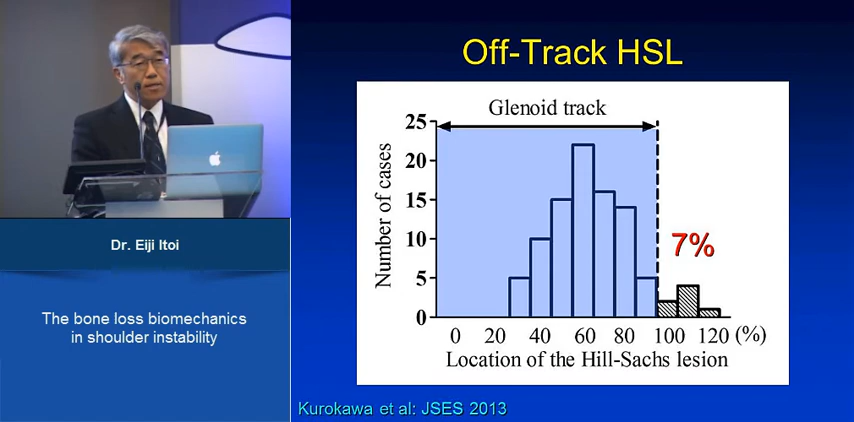 Off-Track HSL
Glenoid track
Number of cases
25
20
15
10
5
0
7%
0 20 40 60 80 100 120 (%)
Location of the Hill-Sachs lesion
Kurokawa et al: JSES 2013
Dr. Eiji Itoi
The bone loss biomechanics
in shoulder instability